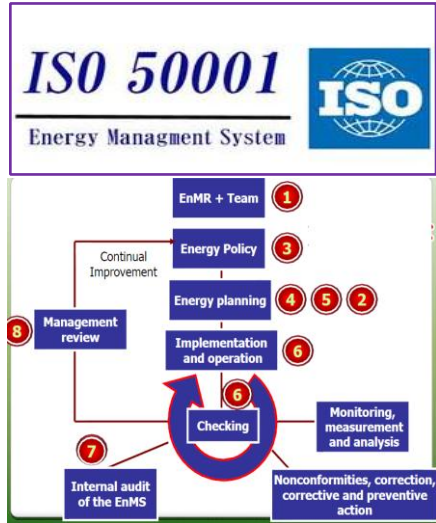 ISO 50001
ISO
Energy Managment System
EnMR + Team
1
Energy Policy
3
Continual
Improvement
Energy planning
4 5 2
8
Management
review
Implementation
and operation
6
6
Checking
Monitoring,
measurement
and analysis
7
Internal audit
of the EnMS
Nonconformities, correction,
corrective and preventive
action